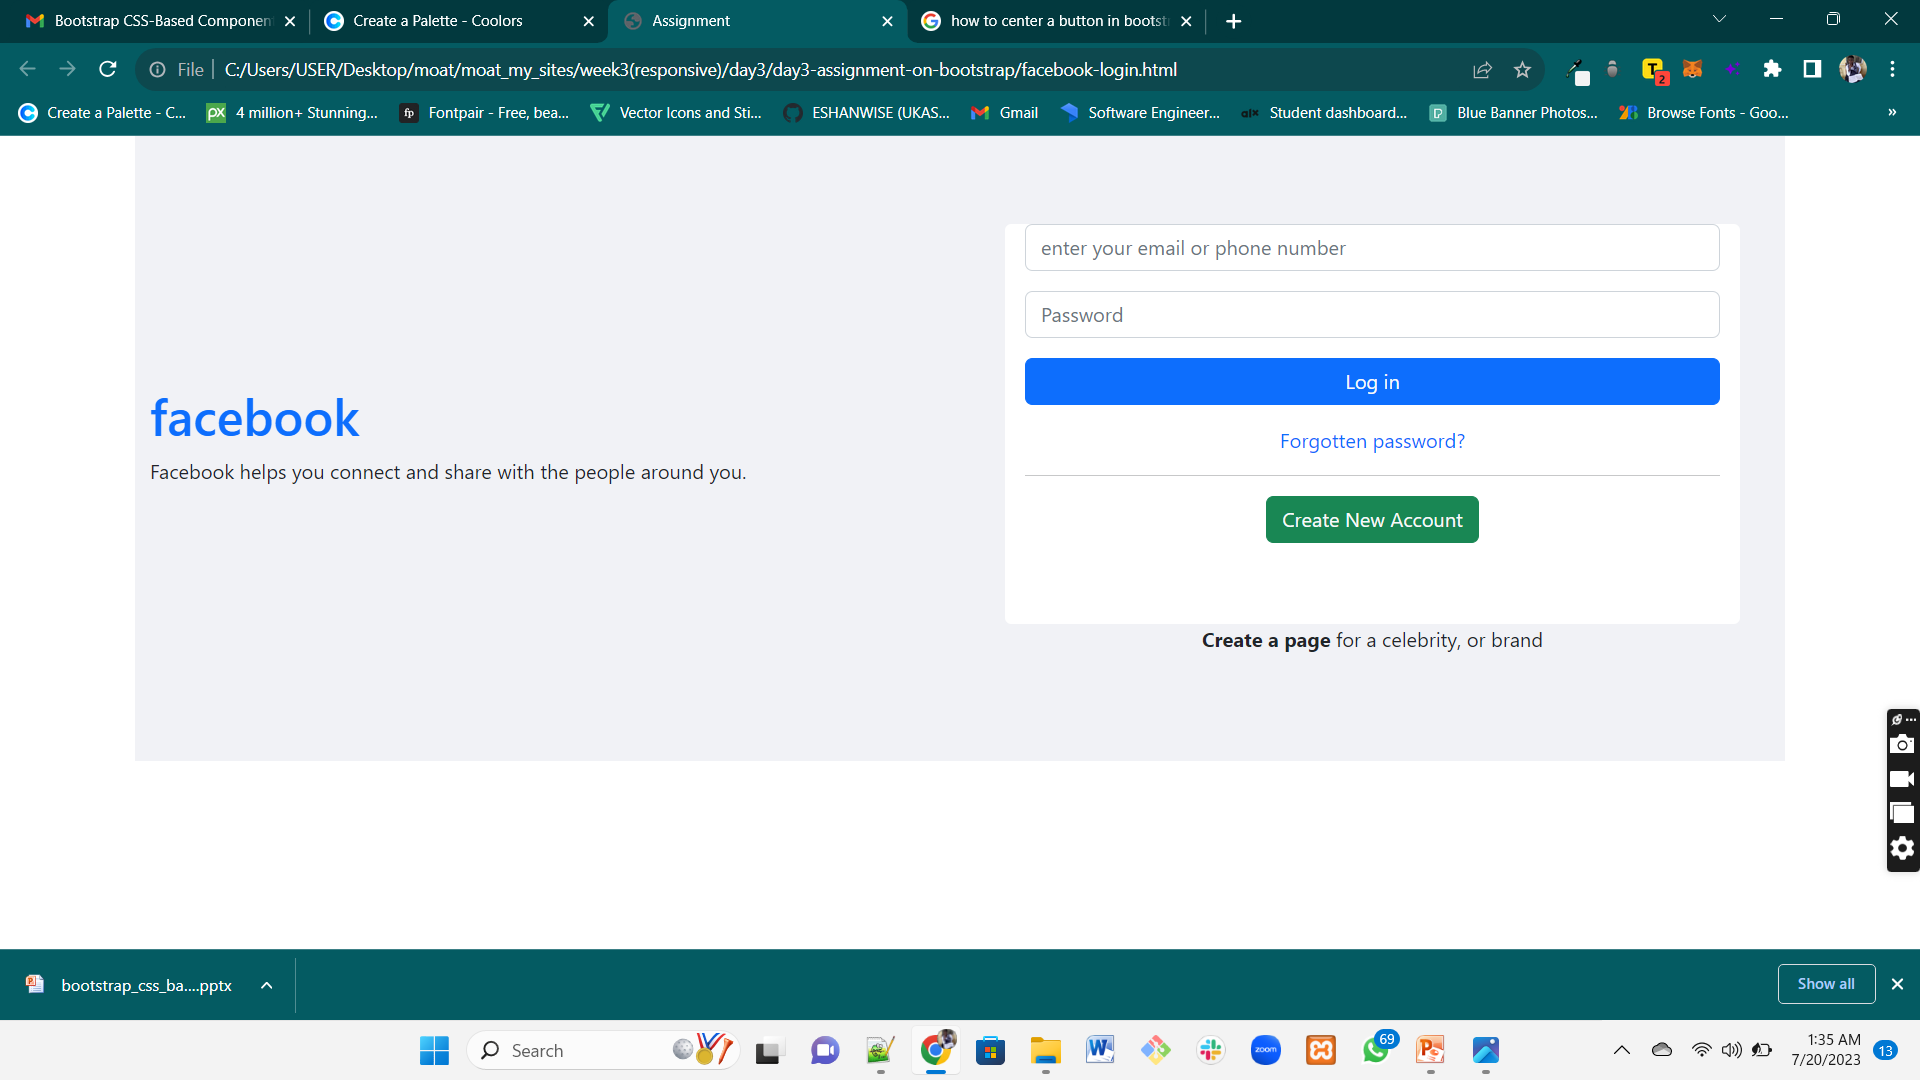 Bootstrap CSS-Based Componen
Create a Palette - Coolors
Assignment
how to center a button in bootst
File
C:/Users/USER/Desktop/moat/moat_my_sites/week3(responsive)/day3/day3-assignment-on-bootstrap/facebook-login.html
T
2
Create a Palette - C...
px
4 million+ Stunning...
fp
Fontpair - Free, bea...
Vector Icons and Sti...
ESHANWISE (UKAS...
Gmail
Software Engineer...
alx
Student dashboard...
Blue Banner Photos...
Browse Fonts - Goo...
»
enter your email or phone number
Password
Log in
facebook
Forgotten password?
Facebook helps you connect and share with the people around you.
Create New Account
Create a page for a celebrity, or brand
bootstrap_css_ba....pptx
Show all
Search
zoom
69
1:35 AM
7/20/2023
13